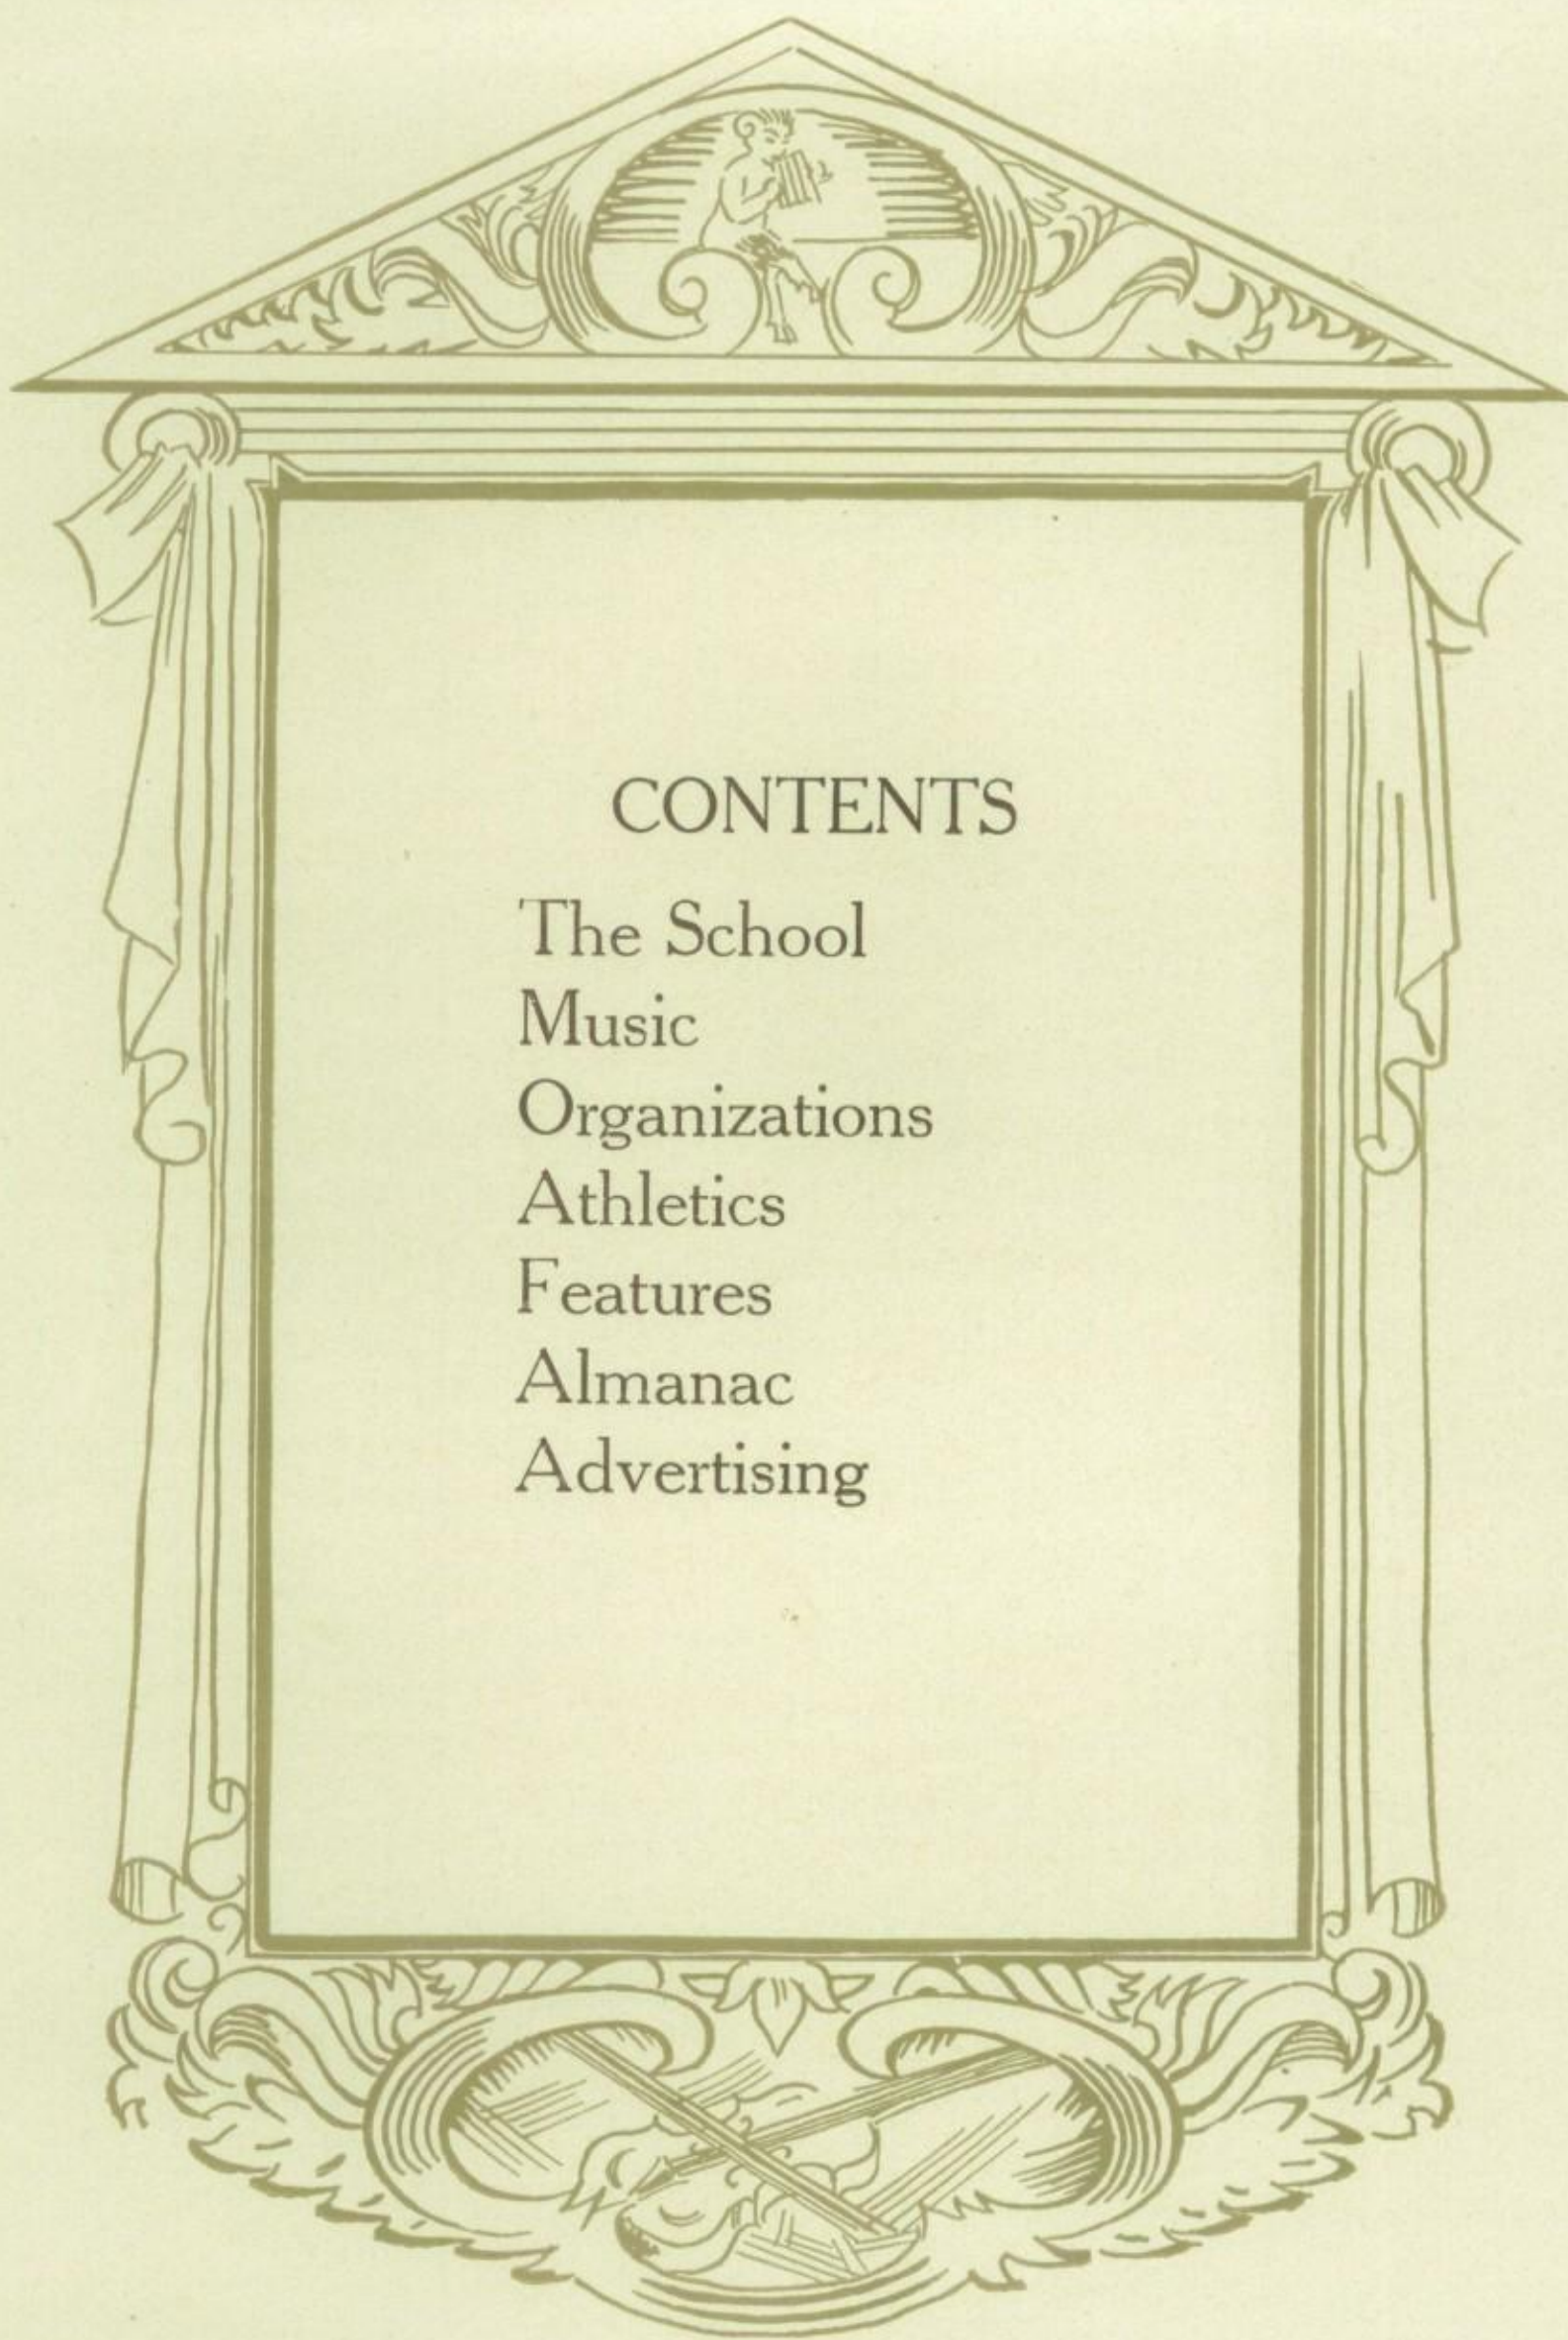 CONTENTS
The School
Music
Organizations
Athletics
Features
Almanac
Advertising